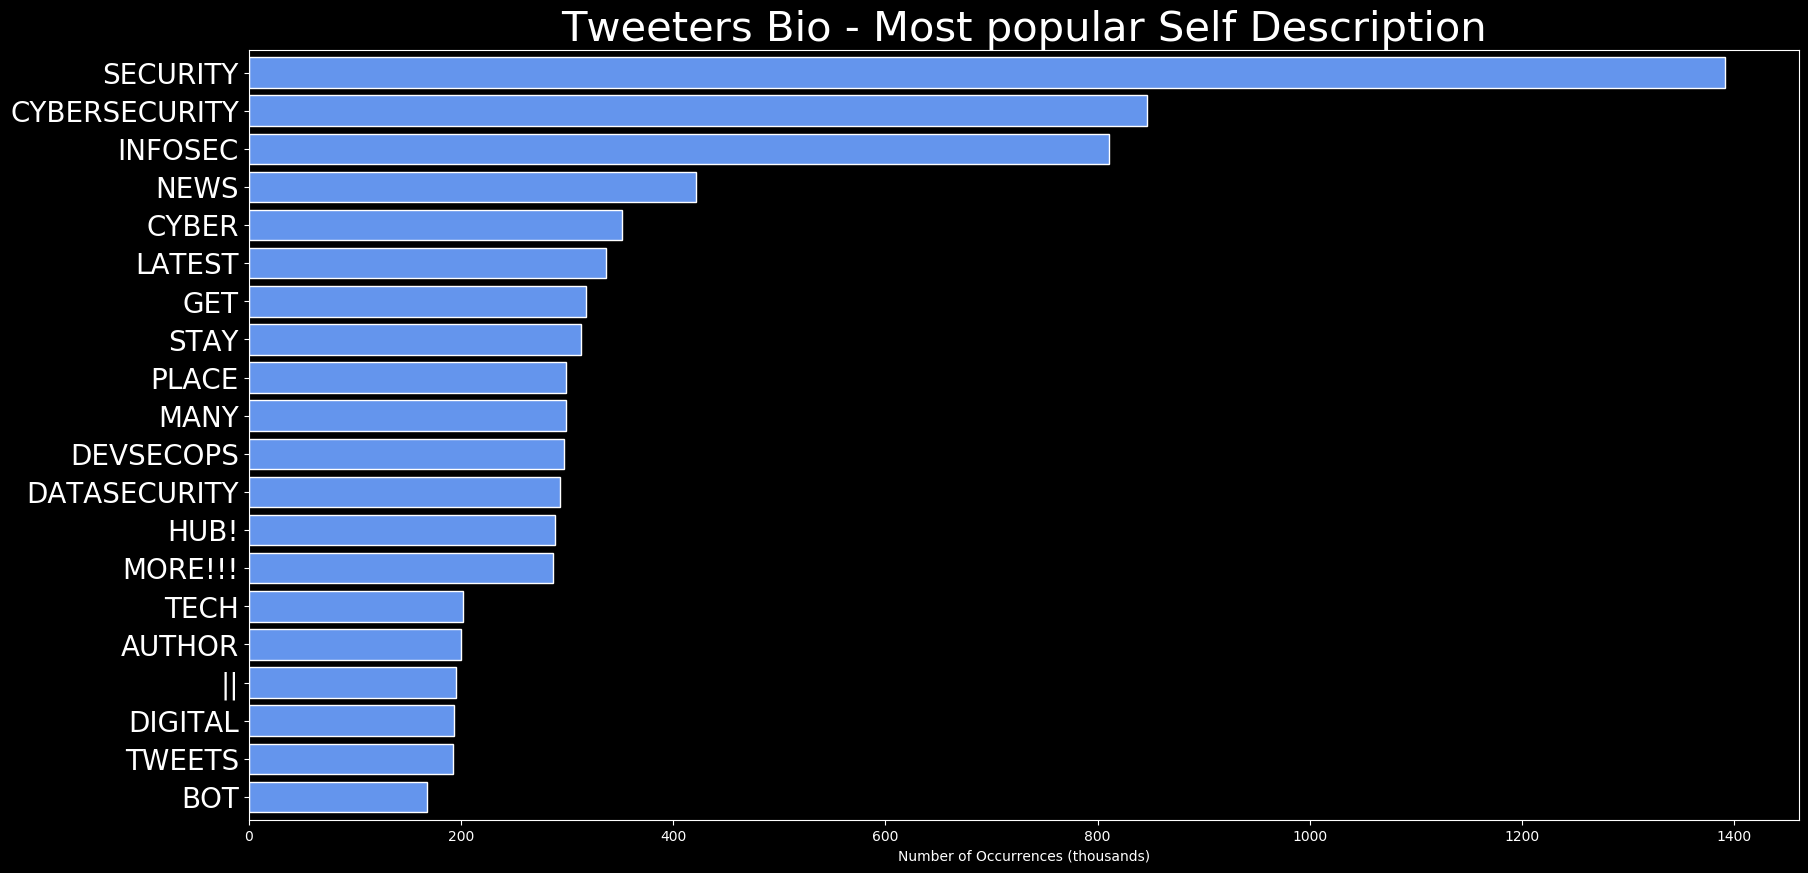 Tweeters Bio - Most popular Self Description
SECURITY
CYBERSECURITY
INFOSEC
NEWS
CYBER
LATEST
GET
STAY
PLACE
MANY
DEVSECOPS
DATASECURITY
HUB!
MORE!!!
TECH
AUTHOR
||
DIGITAL
TWEETS
BOT
0 200 400 600 800 1000 1200 1400
Number of Occurrences (thousands)